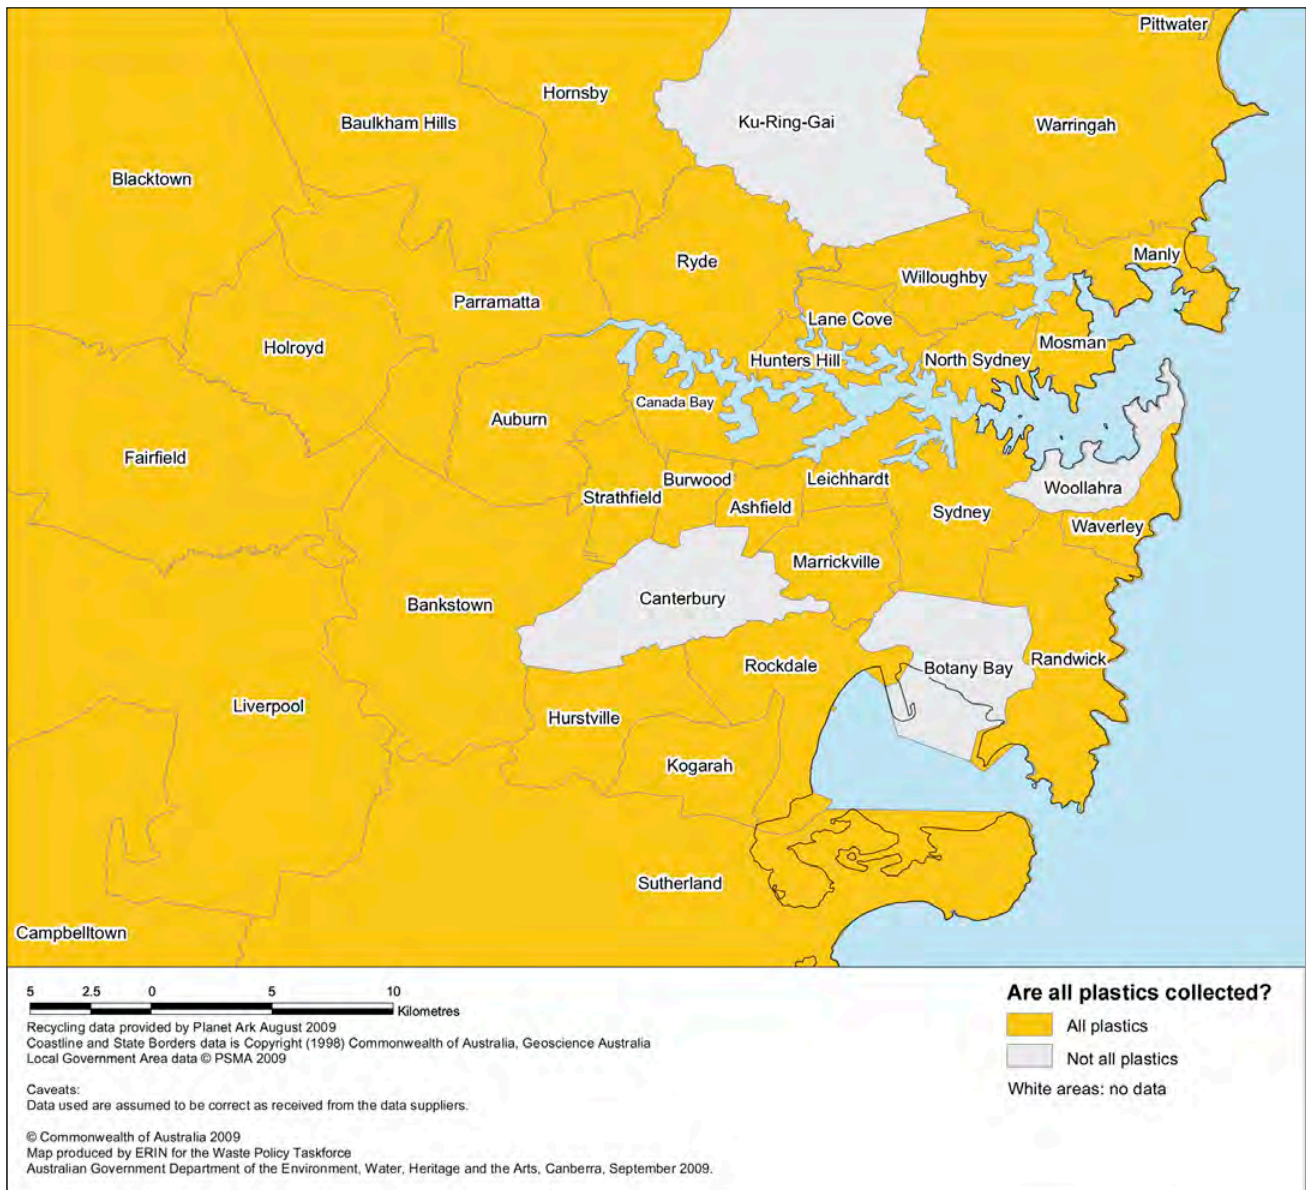 Pittwater
Hornsby
Ku-Ring-Gai
Baulkham Hills
Warringah
Blacktown
Manly
Ryde
Willoughby
Parramatta
Lane Cove
Holroyd
Mosman
Hunters Hill
North Sydney
Canada Bay
Auburn
Fairfield
Burwood
Leichhardt
Woollahra
Strathfield
Ashfield
Sydney
Waverley
Marrickville
Canterbury
Bankstown
Rockdale
Botany Bay
Randwick
Liverpool
Hurstville
Kogarah
Sutherland
Campbelltown
5 2.5 0 5 10
Kilometres
Recycling data provided by Planet Ark August 2009
Coastline and State Borders data is Copyright (1998) Commonwealth of Australia, Geoscience Australia
Local Government Area data © PSMA 2009
Caveats:
Data used are assumed to be correct as received from the data suppliers.
© Commonwealth of Australia 2009
Map produced by ERIN for the Waste Policy Taskforce
Australian Government Department of the Environment, Water, Heritage and the Arts, Canberra, September 2009.
Are all plastics collected?
All plastics
Not all plastics
White areas: no data